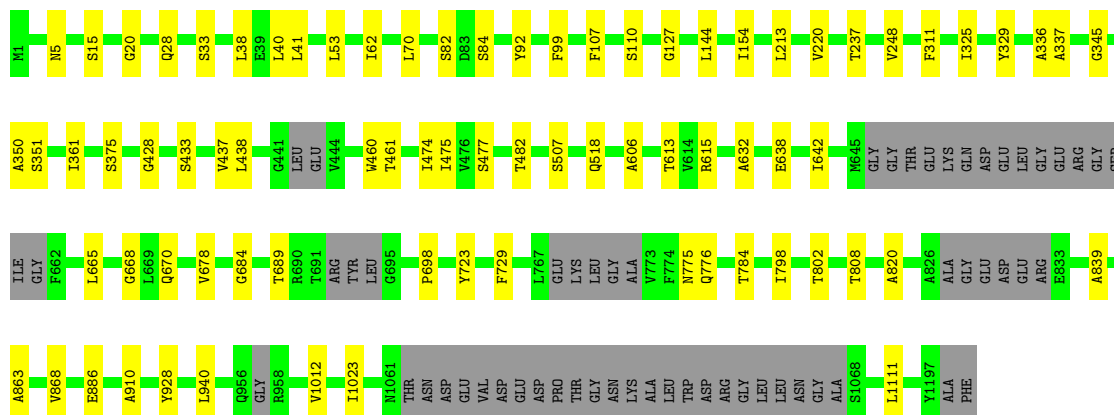 M1 N5 S15 G20 Q28 S33 L38 E39 L40 L41 L53 I62 L70 S82 D83 S84 Y92 F99 F107 S110 G127 L144 I154 L213 V220 T237 V248 F311 I325 Y329 A336 A337 G345
A350 S351 I361 S375 G428 S433 V437 L438 G441 LEU GLU V444 W460 T461 I474 I475 V476 S477 T482 S507 Q518 A606 T613 V614 R615 A632 E638 I642 M645 GLY GLY THR GLU LYS GLN ASP GLU LEU GLY GLU ARG GLY SER
ILE GLY F662 L665 G668 L669 Q670 V678 G684 T689 R690 T691 ARG TYR LEU G695 P698 Y723 F729 L767 GLU LYS LEU GLY ALA V773 F774 N775 Q776 T784 I798 T802 T808 A820 A826 ALA GLY GLU ASP GLU ARG E833 A839
A863 V868 E886 A910 Y928 L940 Q956 GLY R958 V1012 I1023 N1061 THR ASN ASP GLU VAL ASP GLU ASP PRO THR GLY ASN LYS ALA LEU TRP ASP ARG GLY LEU LEU ASN GLY ALA S1068 L1111 Y1197 ALA PHE